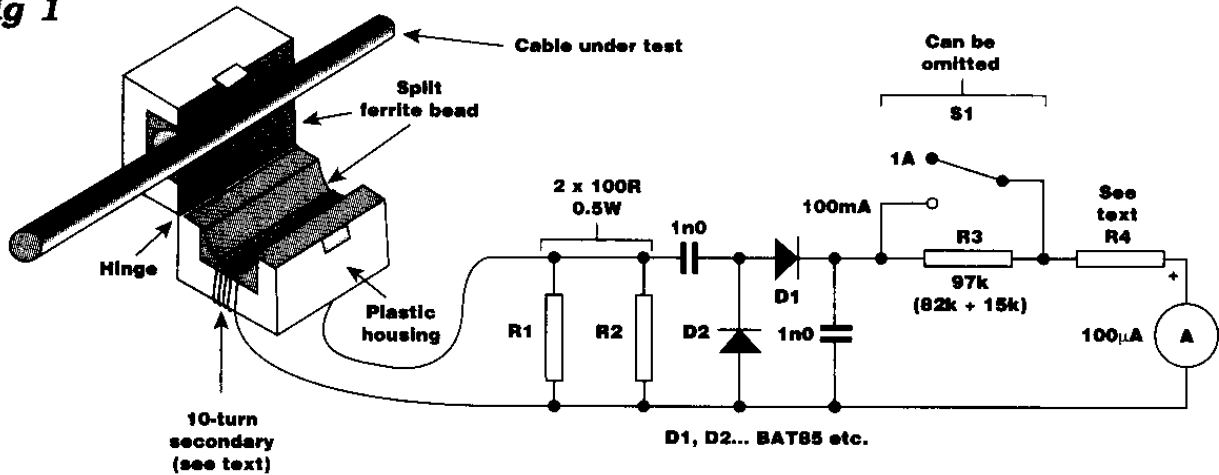 Fig 1
Cable under test
Split
ferrite bead
Can be
omitted
S1
1A
100mA
2 x 100R
0.5W
1n0
See
text
R4
R3
97k
(82k + 15k)
D1
Hinge
Plastic
housing
R1
R2
D2
1n0
+
100μA
A
10-turn
secondary
(see text)
D1, D2... BAT85 etc.